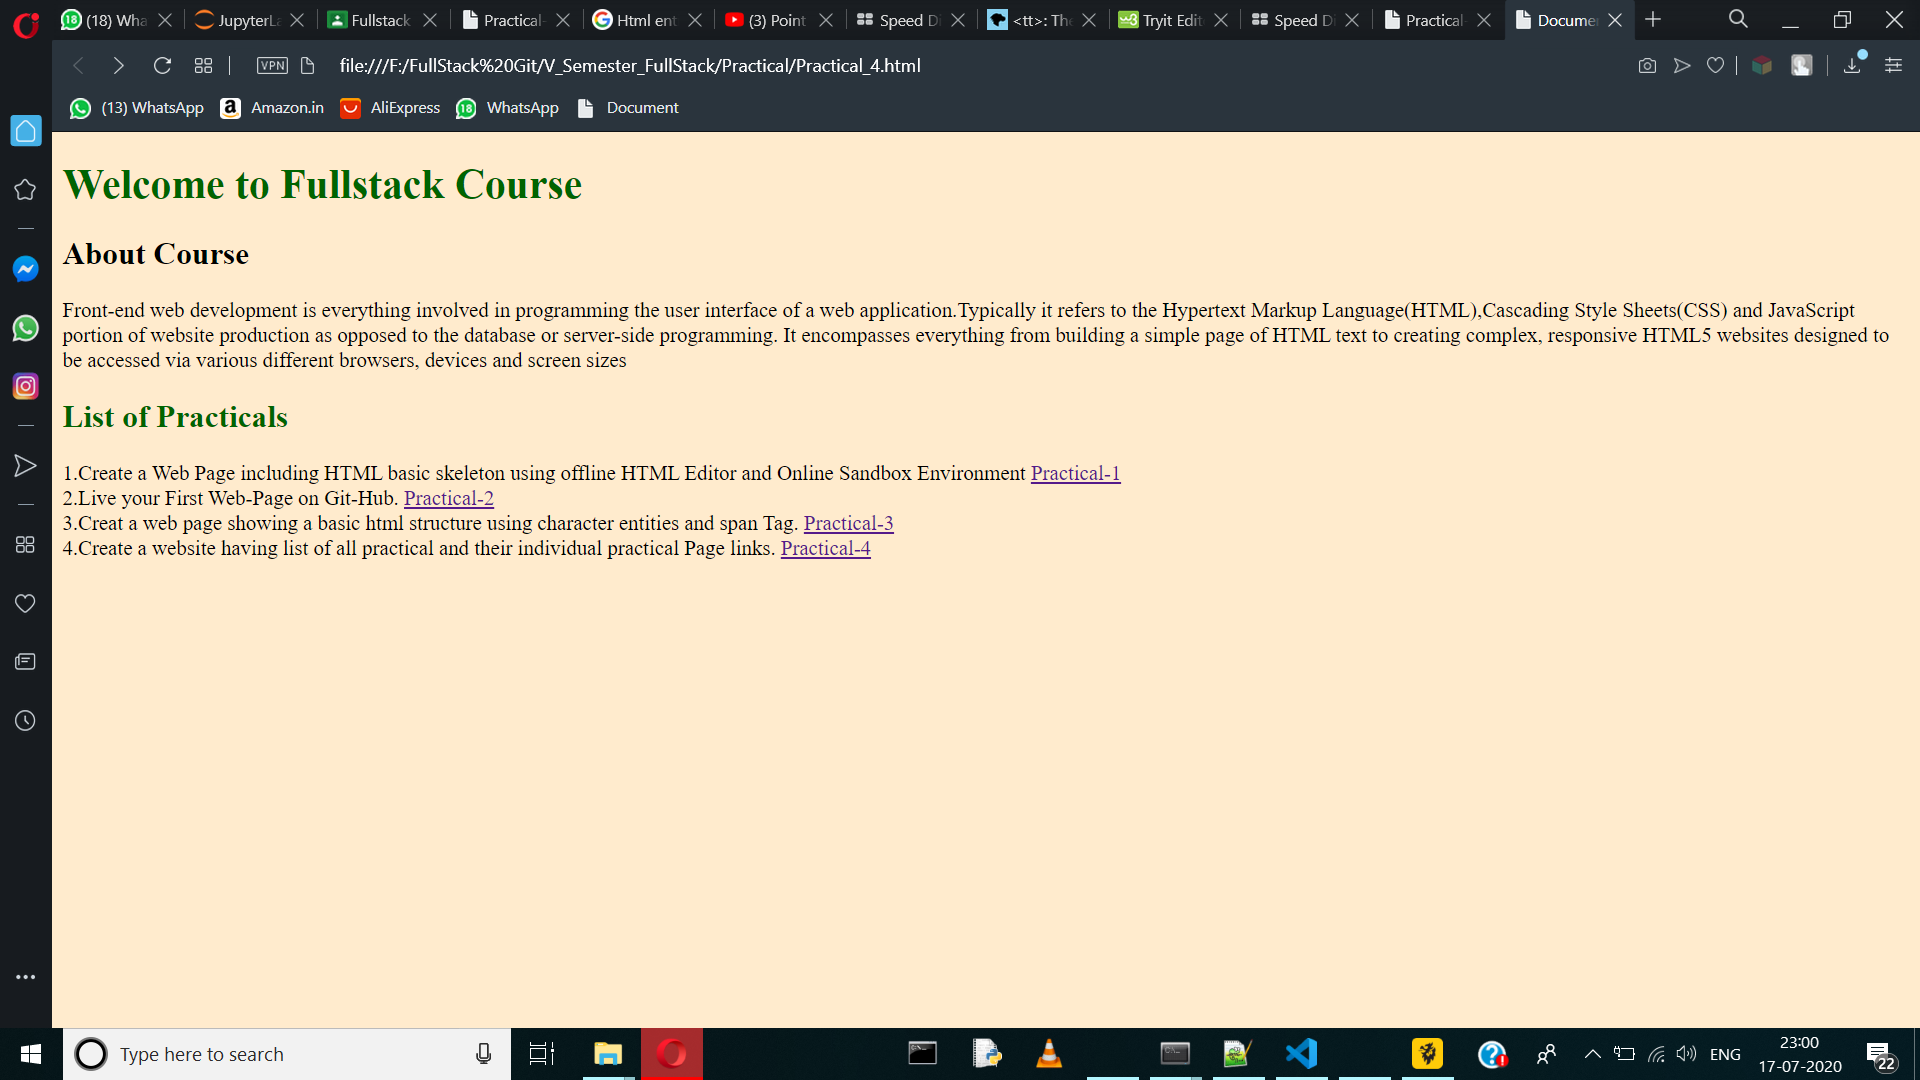 (18) Wha
JupyterLa
Fullstack
Practical-
Html ent
(3) Point
Speed Di
<tt>: The
Tryit Edit
Speed Di
Practical-
Documen
VPN
file:///F:/FullStack%20Git/V_Semester_FullStack/Practical/Practical_4.html
(13) WhatsApp
Amazon.in
AliExpress
WhatsApp
Document
Welcome to Fullstack Course
About Course
Front-end web development is everything involved in programming the user interface of a web application.Typically it refers to the Hypertext Markup Language(HTML),Cascading Style Sheets(CSS) and JavaScript
portion of website production as opposed to the database or server-side programming. It encompasses everything from building a simple page of HTML text to creating complex, responsive HTML5 websites designed to
be accessed via various different browsers, devices and screen sizes
List of Practicals
1.Create a Web Page including HTML basic skeleton using offline HTML Editor and Online Sandbox Environment Practical-1
2.Live your First Web-Page on Git-Hub. Practical-2
3.Creat a web page showing a basic html structure using character entities and span Tag. Practical-3
4.Create a website having list of all practical and their individual practical Page links. Practical-4
Type here to search
ENG
23:00
17-07-2020
22